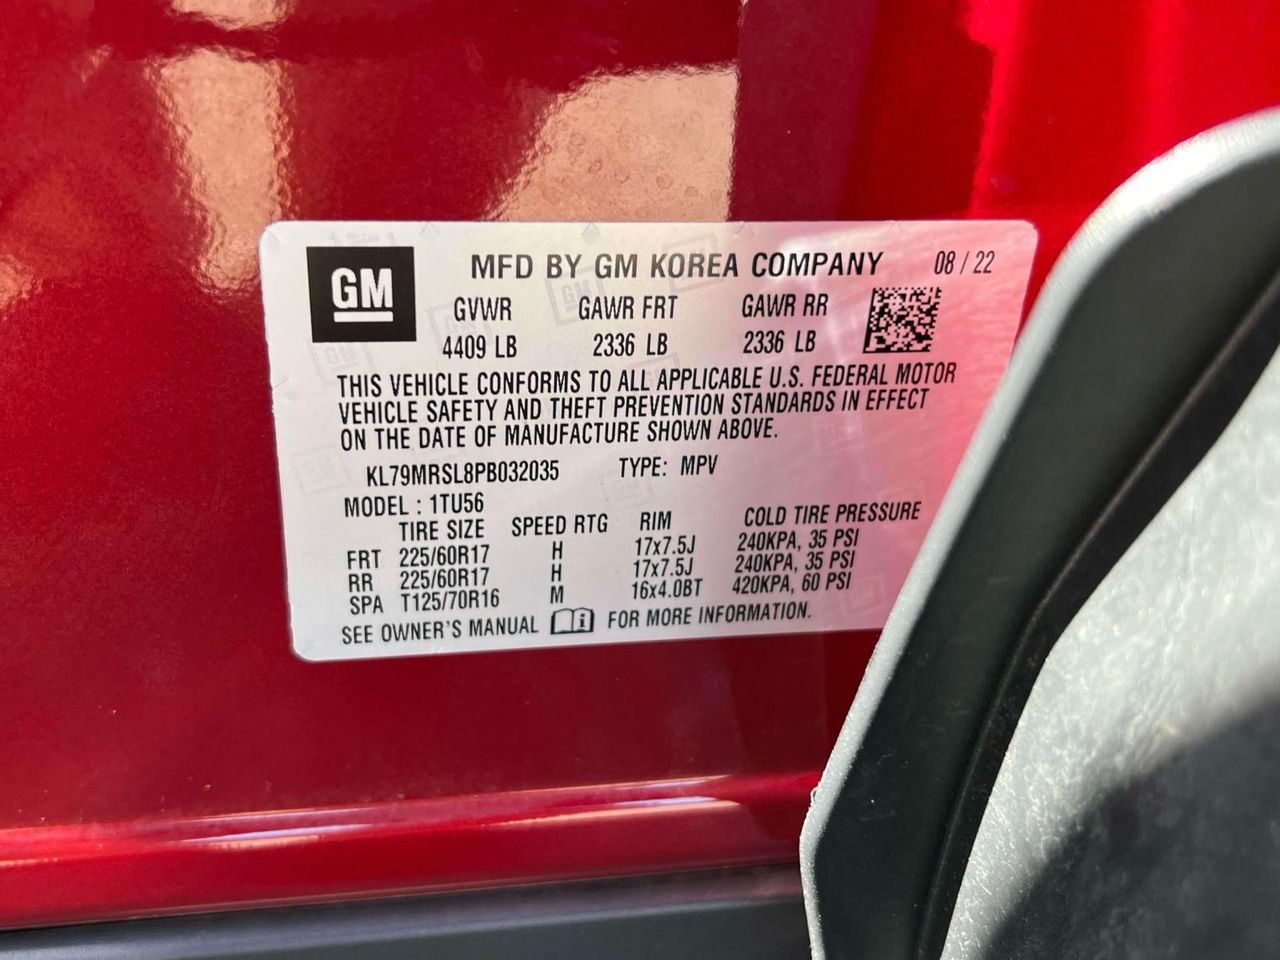 GM
MFD BY GM KOREA COMPANY 08 / 22
GVWR GAWR FRT GAWR RR
4409 LB 2336 LB 2336 LB
THIS VEHICLE CONFORMS TO ALL APPLICABLE U.S. FEDERAL MOTOR
VEHICLE SAFETY AND THEFT PREVENTION STANDARDS IN EFFECT
ON THE DATE OF MANUFACTURE SHOWN ABOVE.
KL79MRSL8PB032035 TYPE: MPV
MODEL : 1TU56
TIRE SIZE SPEED RTG RIM COLD TIRE PRESSURE
FRT 225/60R17 H 17x7.5J 240KPA, 35 PSI
RR 225/60R17 H 17x7.5J 240KPA, 35 PSI
SPA T125/70R16 M 16x4.0BT 420KPA, 60 PSI
SEE OWNER'S MANUAL i FOR MORE INFORMATION.